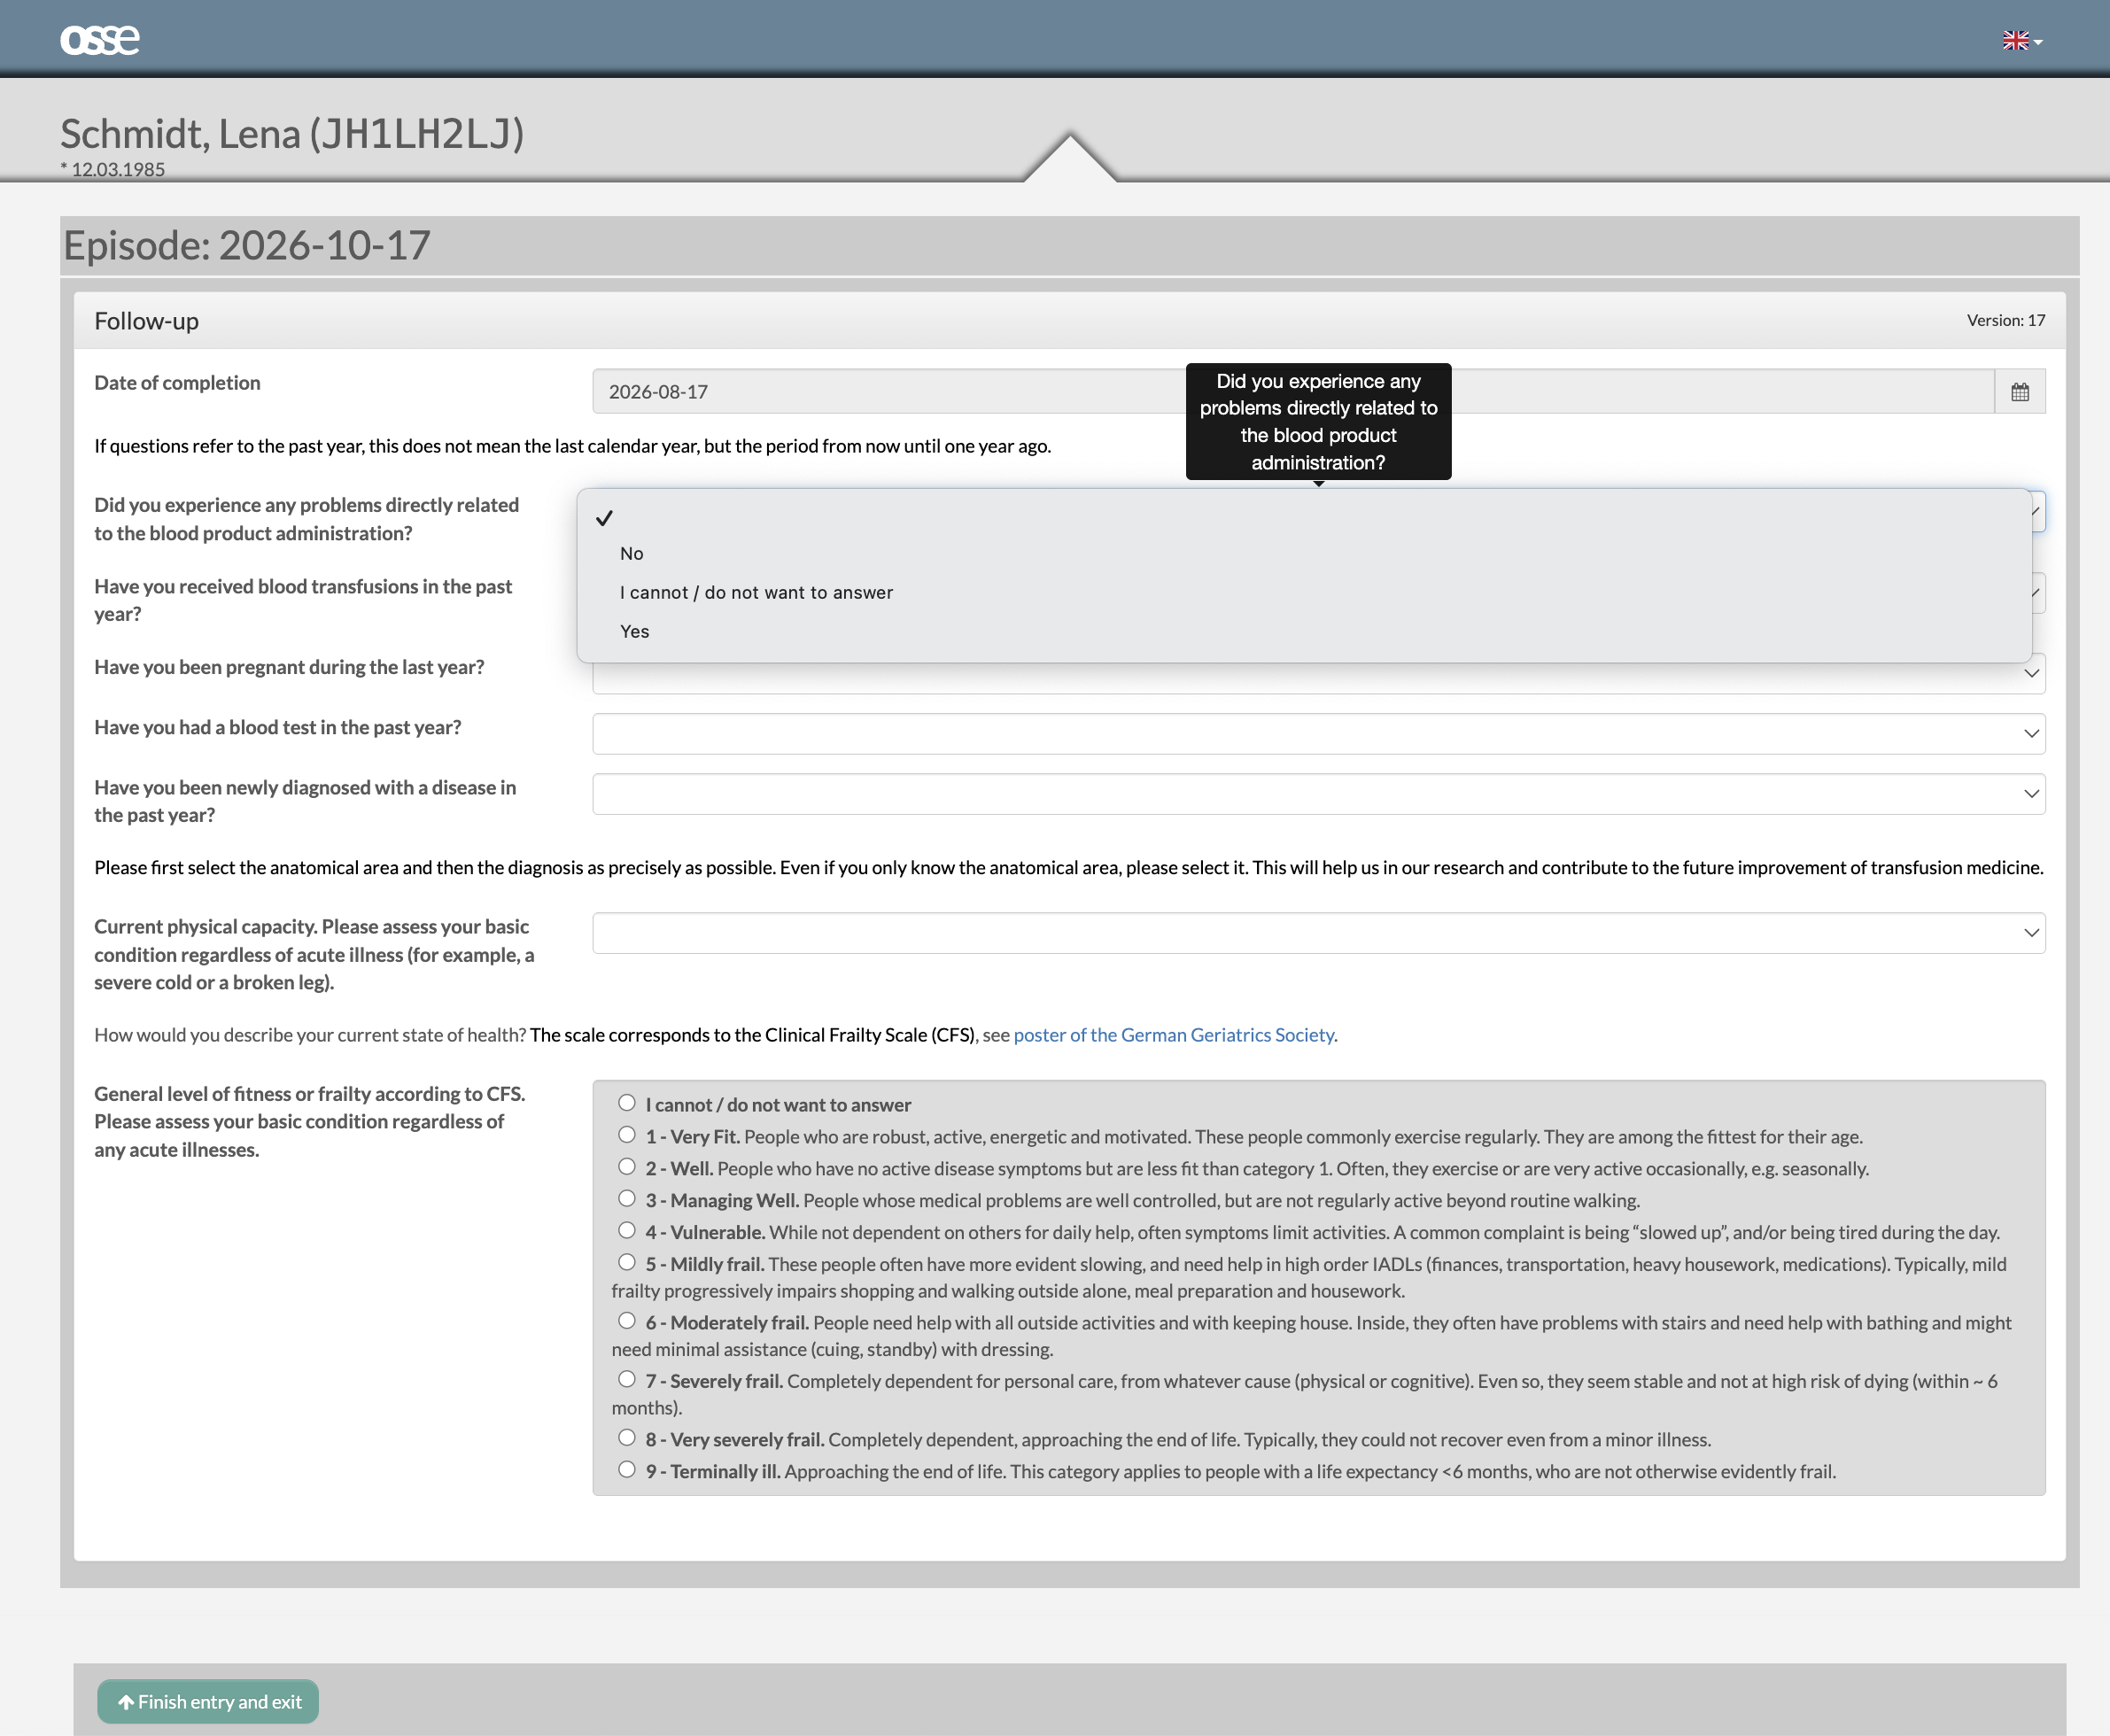 osse
Schmidt, Lena (JH1LH2LJ)
* 12.03.1985
Episode: 2026-10-17
Follow-up
Version: 17
Date of completion
2026-08-17
Did you experience any
problems directly related to
the blood product
administration?
If questions refer to the past year, this does not mean the last calendar year, but the period from now until one year ago.
Did you experience any problems directly related
to the blood product administration?
No
I cannot / do not want to answer
Yes
Have you received blood transfusions in the past
year?
Have you been pregnant during the last year?
Have you had a blood test in the past year?
Have you been newly diagnosed with a disease in
the past year?
Please first select the anatomical area and then the diagnosis as precisely as possible. Even if you only know the anatomical area, please select it. This will help us in our research and contribute to the future improvement of transfusion medicine.
Current physical capacity. Please assess your basic
condition regardless of acute illness (for example, a
severe cold or a broken leg).
How would you describe your current state of health? The scale corresponds to the Clinical Frailty Scale (CFS), see poster of the German Geriatrics Society.
General level of fitness or frailty according to CFS.
Please assess your basic condition regardless of
any acute illnesses.
I cannot / do not want to answer
1 - Very Fit. People who are robust, active, energetic and motivated. These people commonly exercise regularly. They are among the fittest for their age.
2 - Well. People who have no active disease symptoms but are less fit than category 1. Often, they exercise or are very active occasionally, e.g. seasonally.
3 - Managing Well. People whose medical problems are well controlled, but are not regularly active beyond routine walking.
4 - Vulnerable. While not dependent on others for daily help, often symptoms limit activities. A common complaint is being “slowed up”, and/or being tired during the day.
5 - Mildly frail. These people often have more evident slowing, and need help in high order IADLs (finances, transportation, heavy housework, medications). Typically, mild
frailty progressively impairs shopping and walking outside alone, meal preparation and housework.
6 - Moderately frail. People need help with all outside activities and with keeping house. Inside, they often have problems with stairs and need help with bathing and might
need minimal assistance (cuing, standby) with dressing.
7 - Severely frail. Completely dependent for personal care, from whatever cause (physical or cognitive). Even so, they seem stable and not at high risk of dying (within ~ 6
months).
8 - Very severely frail. Completely dependent, approaching the end of life. Typically, they could not recover even from a minor illness.
9 - Terminally ill. Approaching the end of life. This category applies to people with a life expectancy <6 months, who are not otherwise evidently frail.
Finish entry and exit